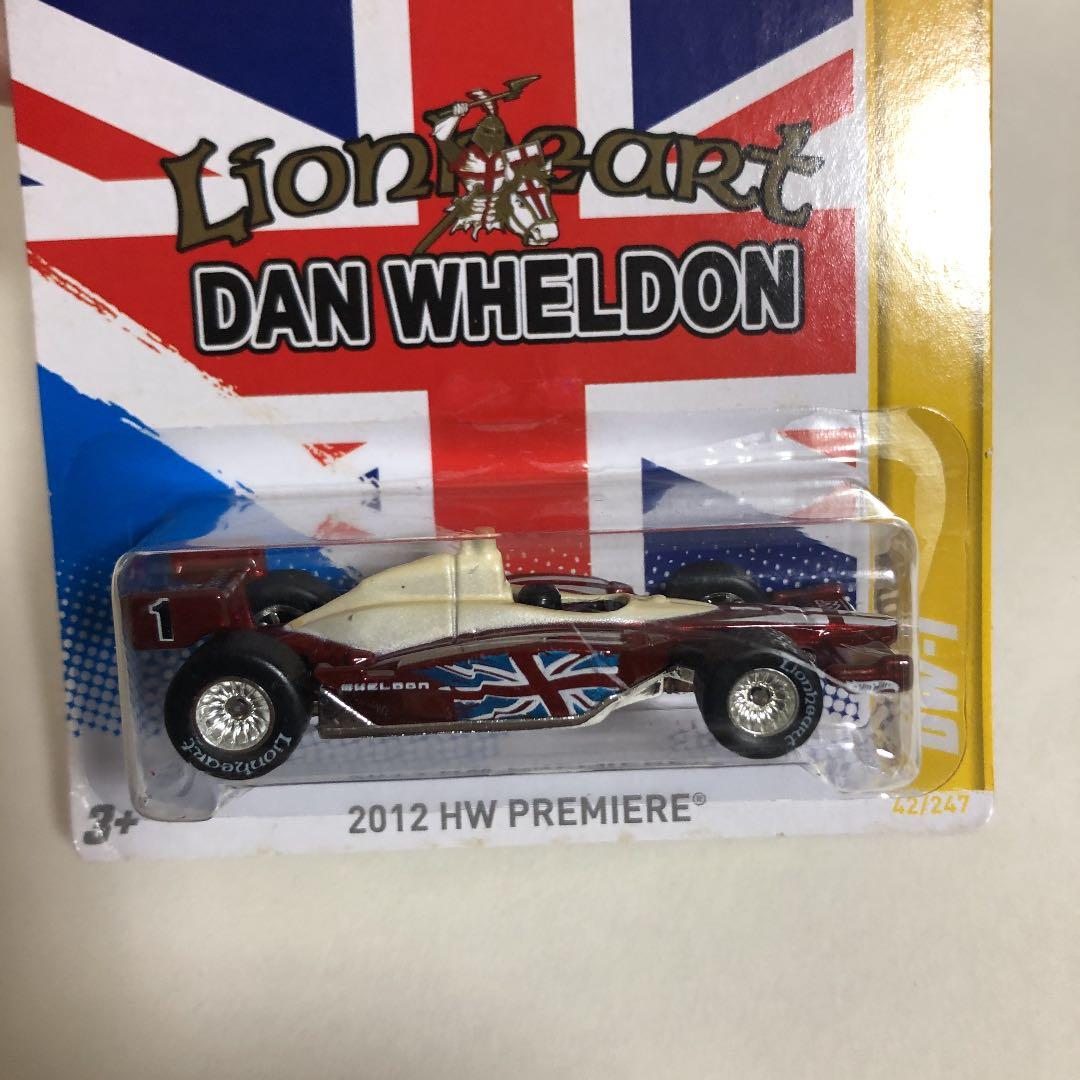 Lionheart
DAN WHELDON
1
WHELDON
Lionheart
Lionheart
DW-1
3+
2012 HW PREMIERE®
42/247